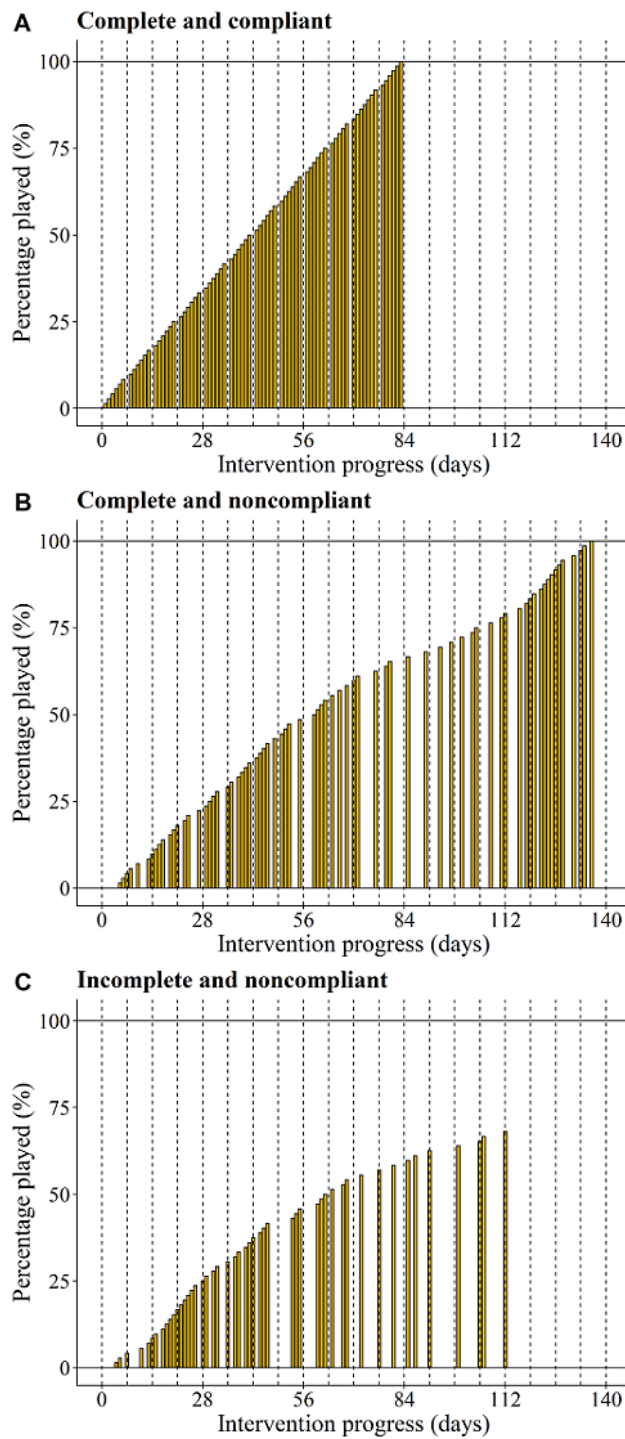 A Complete and compliant
100
75
50
25
0
Percentage played (%)
0 28 56 84 112 140
Intervention progress (days)
B Complete and noncompliant
100
75
50
25
0
Percentage played (%)
0 28 56 84 112 140
Intervention progress (days)
C Incomplete and noncompliant
100
75
50
25
0
Percentage played (%)
0 28 56 84 112 140
Intervention progress (days)